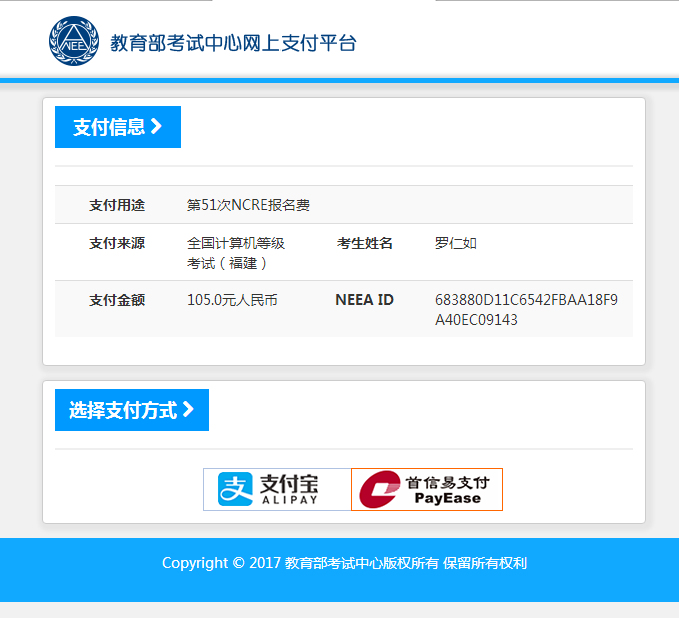 NEEA
教育部考试中心网上支付平台
支付信息
支付用途 第51次NCRE报名费
支付来源 全国计算机等级 考生姓名 罗仁如
考试（福建）
支付金额 105.0元人民币 NEEA ID 683880D11C6542FBAA18F9
A40EC09143
选择支付方式
支 支付宝 首信易支付
ALIPAY PayEase
Copyright © 2017 教育部考试中心版权所有 保留所有权利